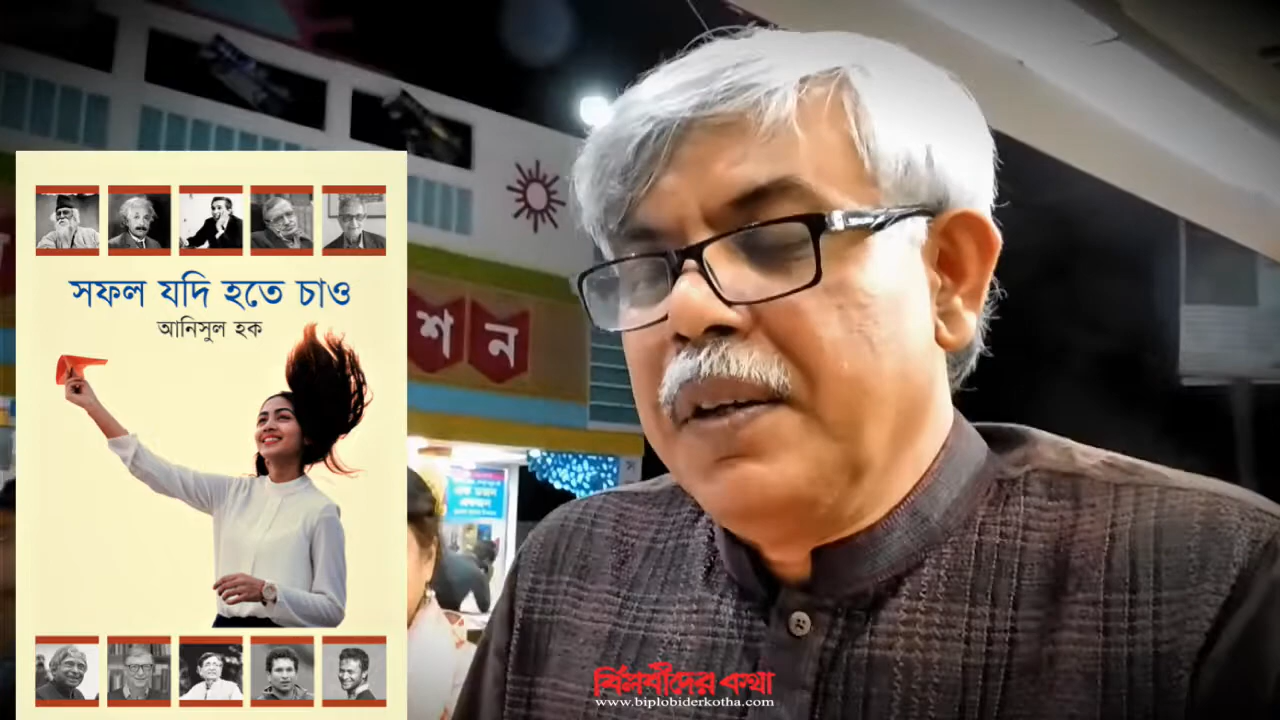 সফল যদি হতে চাও
আনিসুল হক
শ ন
বিপ্লবীদের কথা
www.biplobiderkotha.com